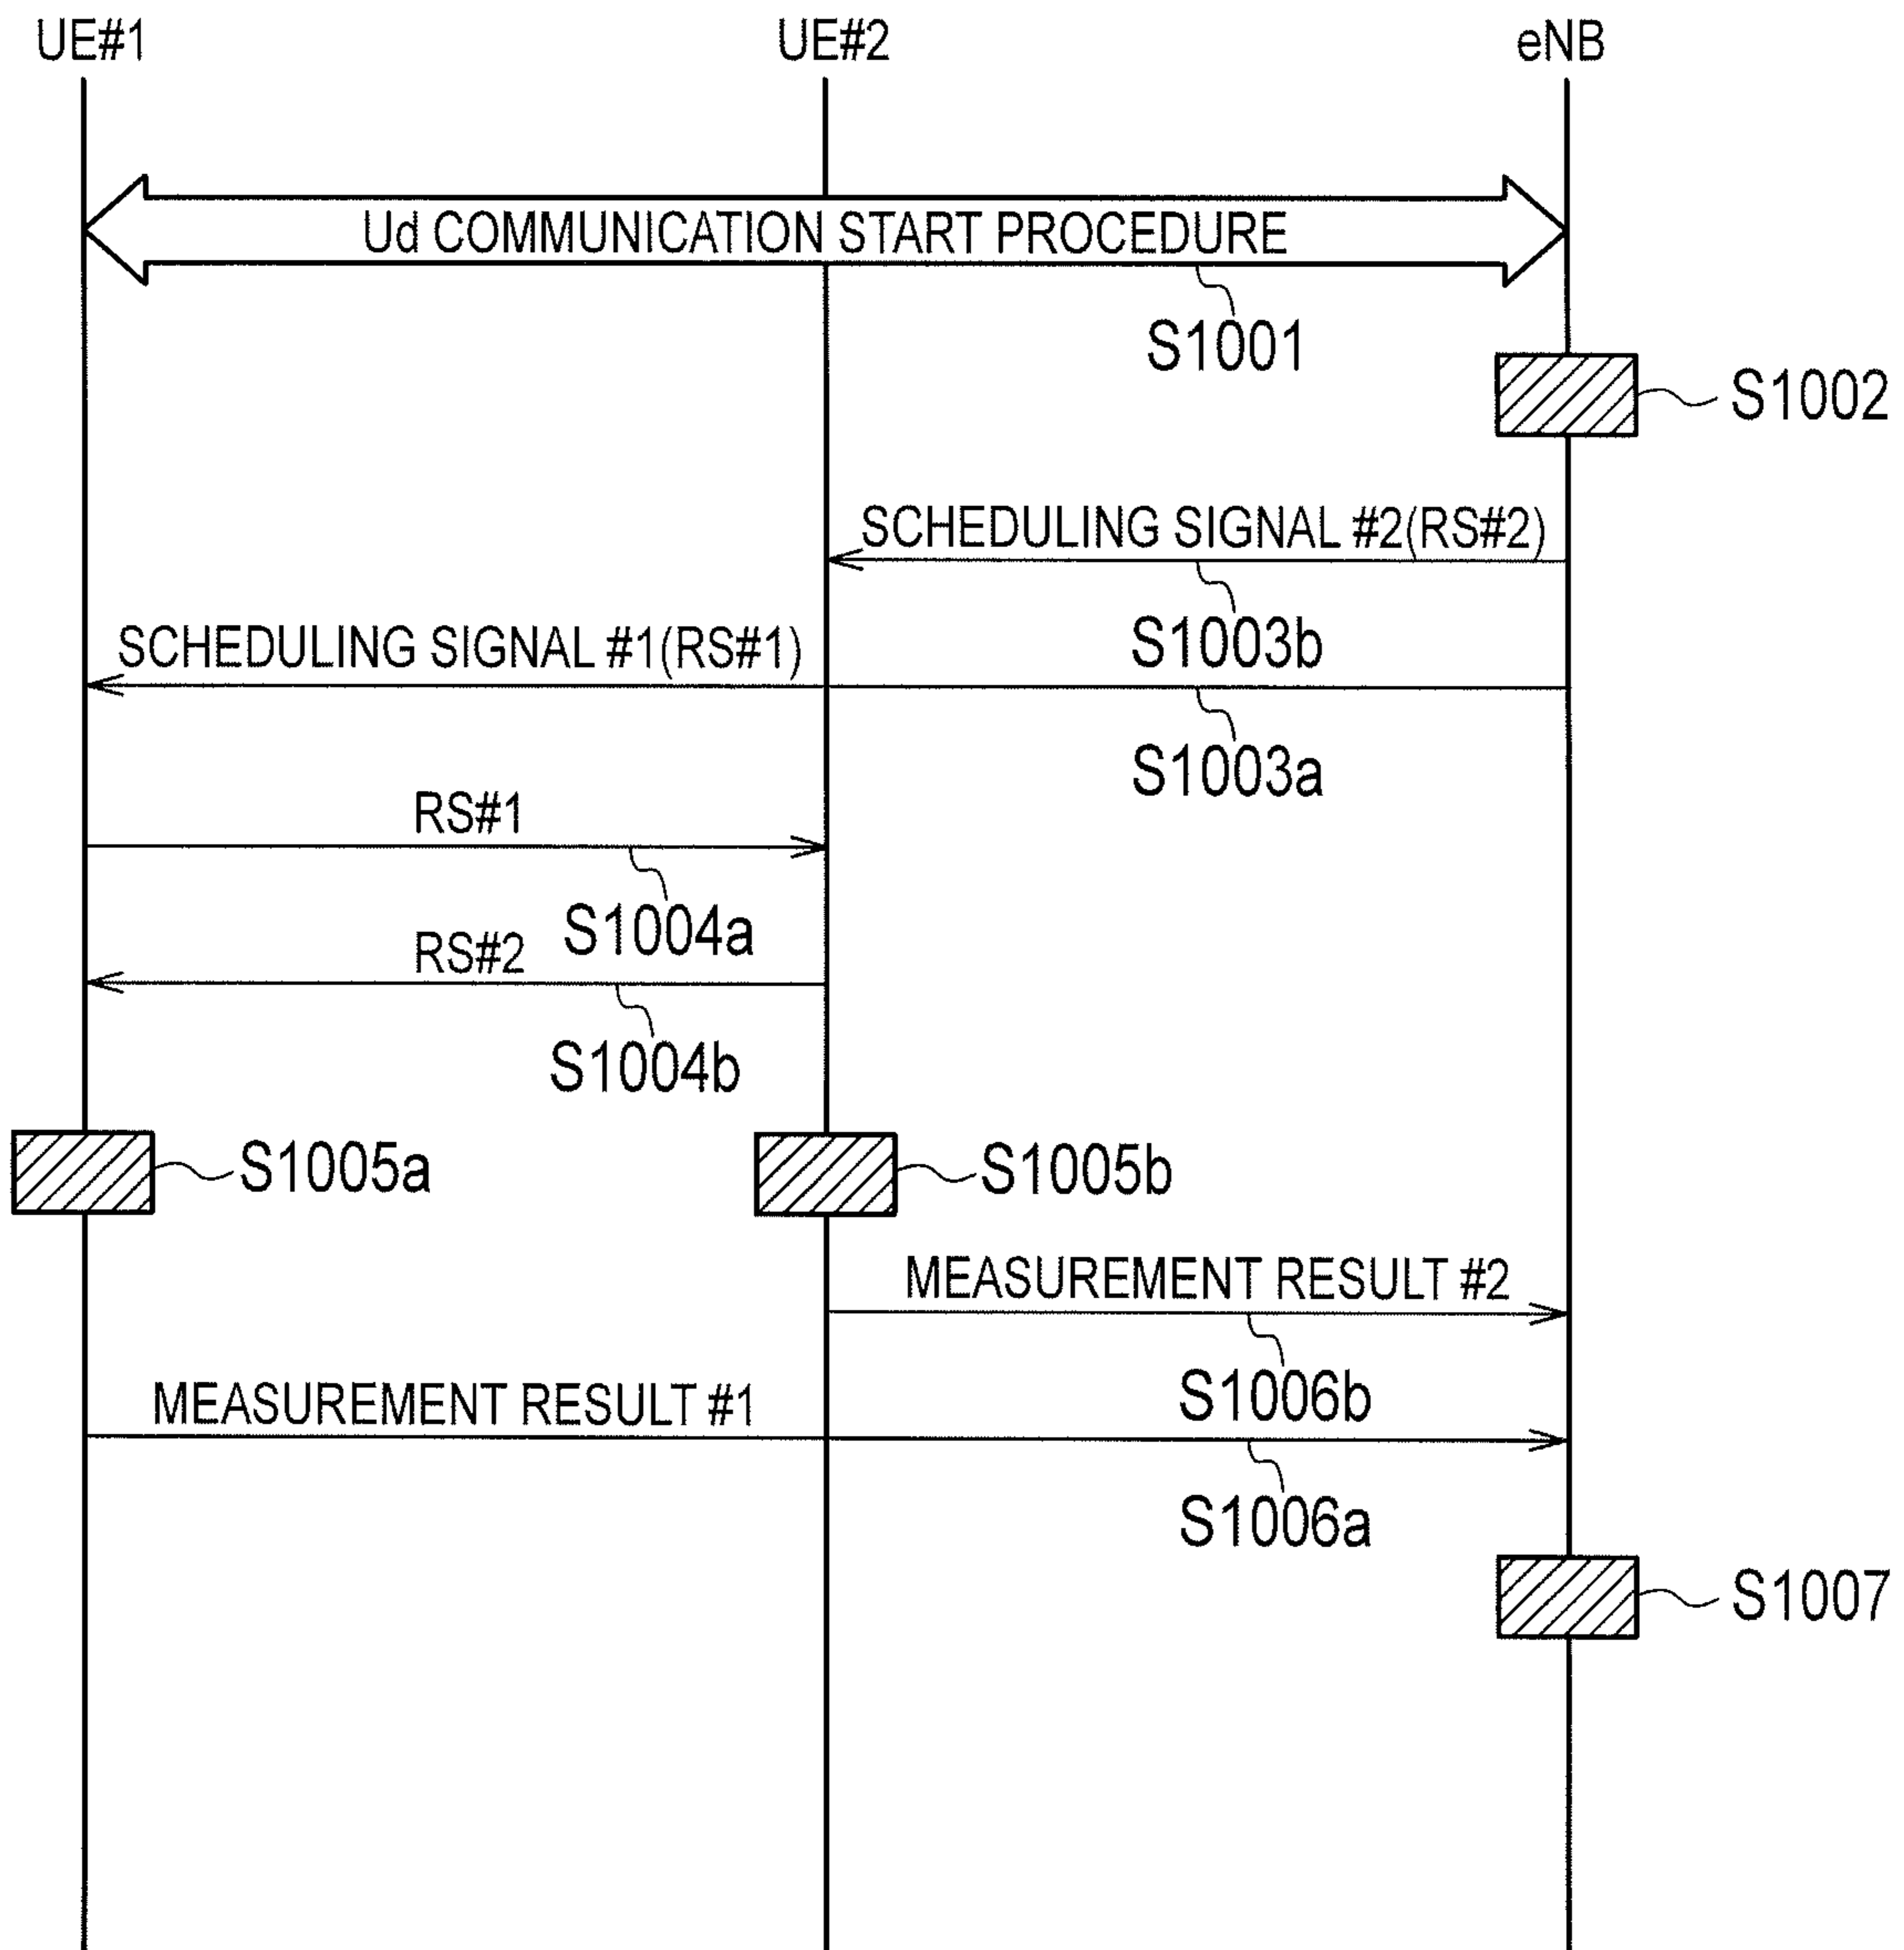 UE#1
UE#2
eNB
Ud COMMUNICATION START PROCEDURE
S1001
S1002
SCHEDULING SIGNAL #2(RS#2)
S1003b
SCHEDULING SIGNAL #1(RS#1)
S1003a
RS#1
S1004a
RS#2
S1004b
S1005a
S1005b
MEASUREMENT RESULT #2
S1006b
MEASUREMENT RESULT #1
S1006a
S1007